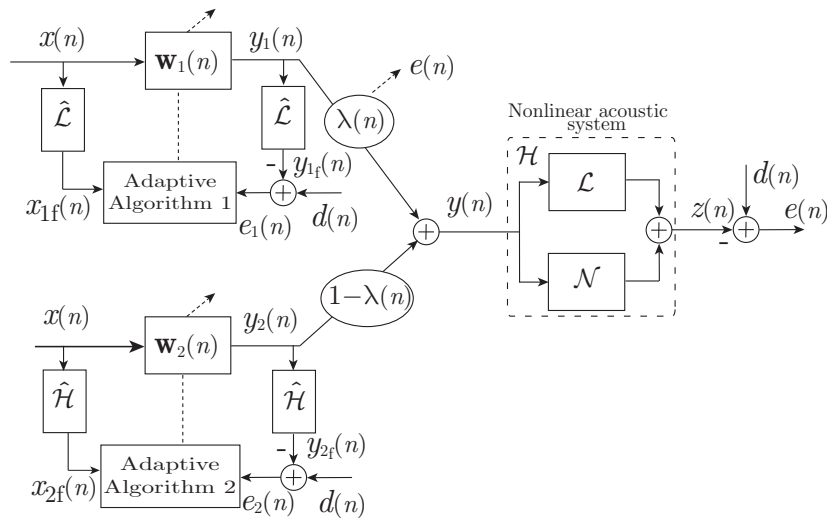 x(n)
w₁(n)
y₁(n)
e(n)
ℒ̂
ℒ̂
λ(n)
Adaptive
Algorithm 1
-
y₁f(n)
+
x₁f(n)
e₁(n)
d(n)
Nonlinear acoustic
system
ℋ
ℒ
𝒩
y(n)
+
+
z(n)
-
d(n)
+
e(n)
1−λ(n)
x(n)
w₂(n)
y₂(n)
ℋ̂
ℋ̂
Adaptive
Algorithm 2
-
y₂f(n)
+
x₂f(n)
e₂(n)
d(n)